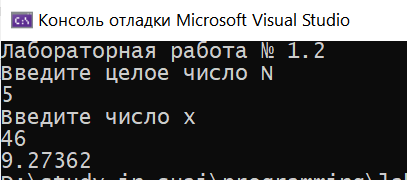 Консоль отладки Microsoft Visual Studio
Лабораторная работа № 1.2
Введите целое число N
5
Введите число x
46
9.27362